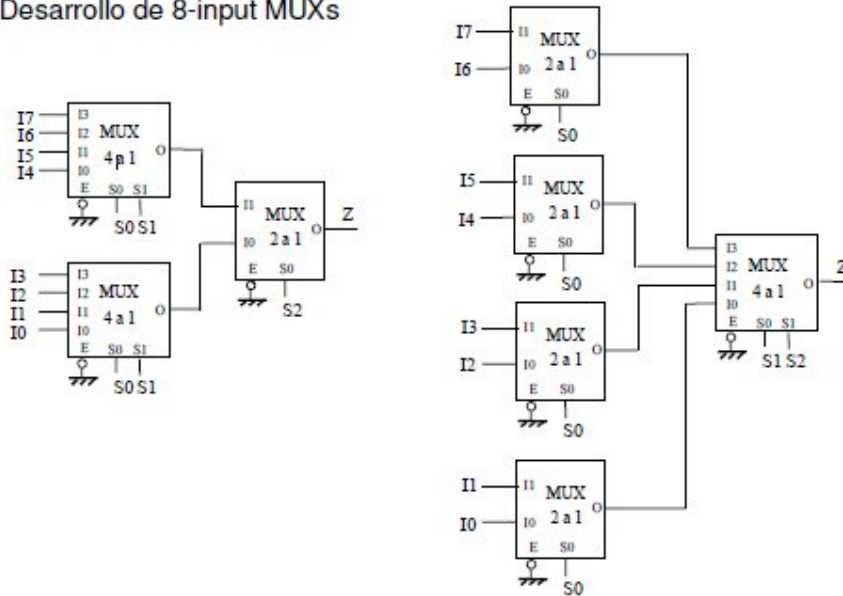 Desarrollo de 8-input MUXs
I7 I3
I6 I2 MUX
I5 I1 4p1 O
I4 I0
E S0 S1
S0 S1
I3 I3
I2 I2 MUX
I1 I1 4 a 1 O
I0 I0
E S0 S1
S0 S1
I1 MUX Z
I0 2 a 1 O
E S0
S2
I7 I1 MUX O
I6 I0 2 a 1
E S0
S0
I5 I1 MUX
I4 I0 2 a 1 O
E S0
S0
I3 I1 MUX
I2 I0 2 a 1 O
E S0
S0
I1 I1 MUX
I0 I0 2 a 1 O
E S0
S0
I3
I2 MUX Z
I1 4 a 1 O
I0
E S0 S1
S1 S2